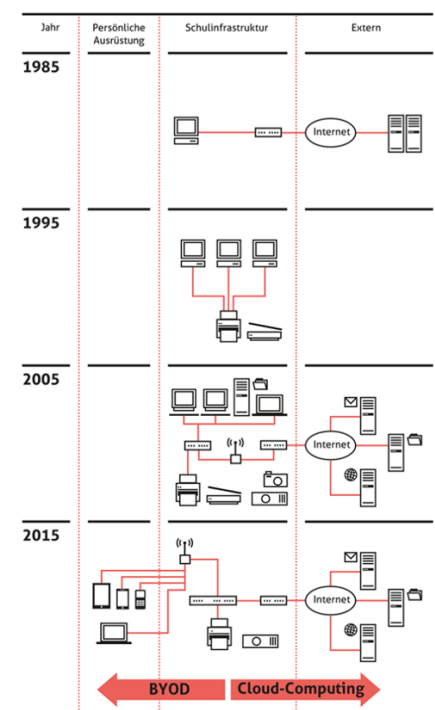 Jahr
Persönliche
Ausrüstung
Schulinfrastruktur
Extern
1985
Internet
1995
2005
Internet
2015
Internet
BYOD
Cloud-Computing